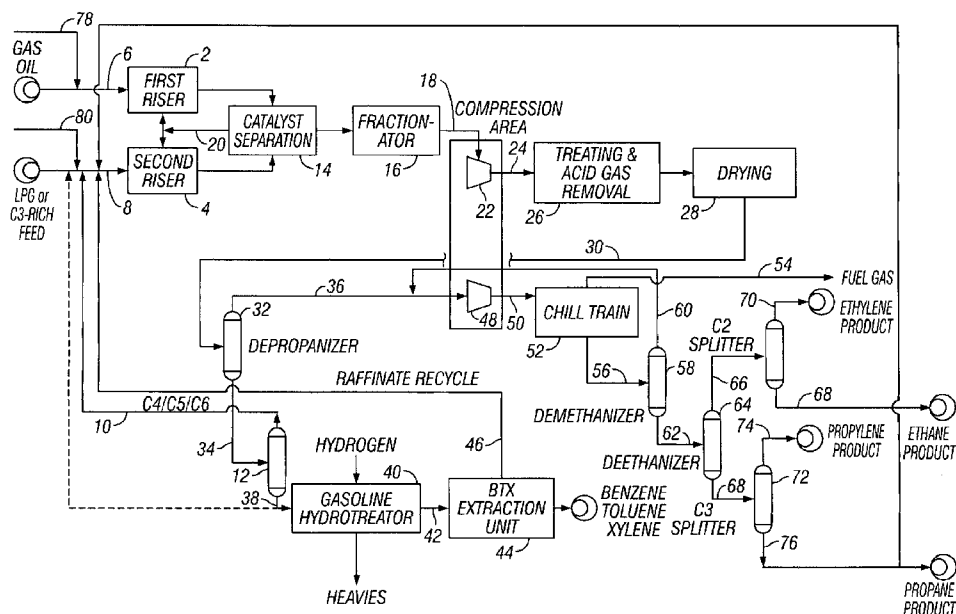 78
GAS
OIL
6
2
FIRST
RISER
80
20
LPG or
C3-RICH
FEED
8
SECOND
RISER
4
CATALYST
SEPARATION
14
FRACTION-
ATOR
16
18
COMPRESSION
AREA
24
22
TREATING &
ACID GAS
REMOVAL
26
DRYING
28
30
54
FUEL GAS
36
32
DEPROPANIZER
48
50
CHILL TRAIN
52
60
56
58
DEMETHANIZER
C2
SPLITTER
70
ETHYLENE
PRODUCT
66
64
68
ETHANE
PRODUCT
62
DEETHANIZER
74
PROPYLENE
PRODUCT
68
C3
SPLITTER
72
76
PROPANE
PRODUCT
RAFFINATE RECYCLE
C4/C5/C6
10
34
12
38
46
HYDROGEN
40
GASOLINE
HYDROTREATOR
42
BTX
EXTRACTION
UNIT
44
BENZENE
TOLUENE
XYLENE
HEAVIES